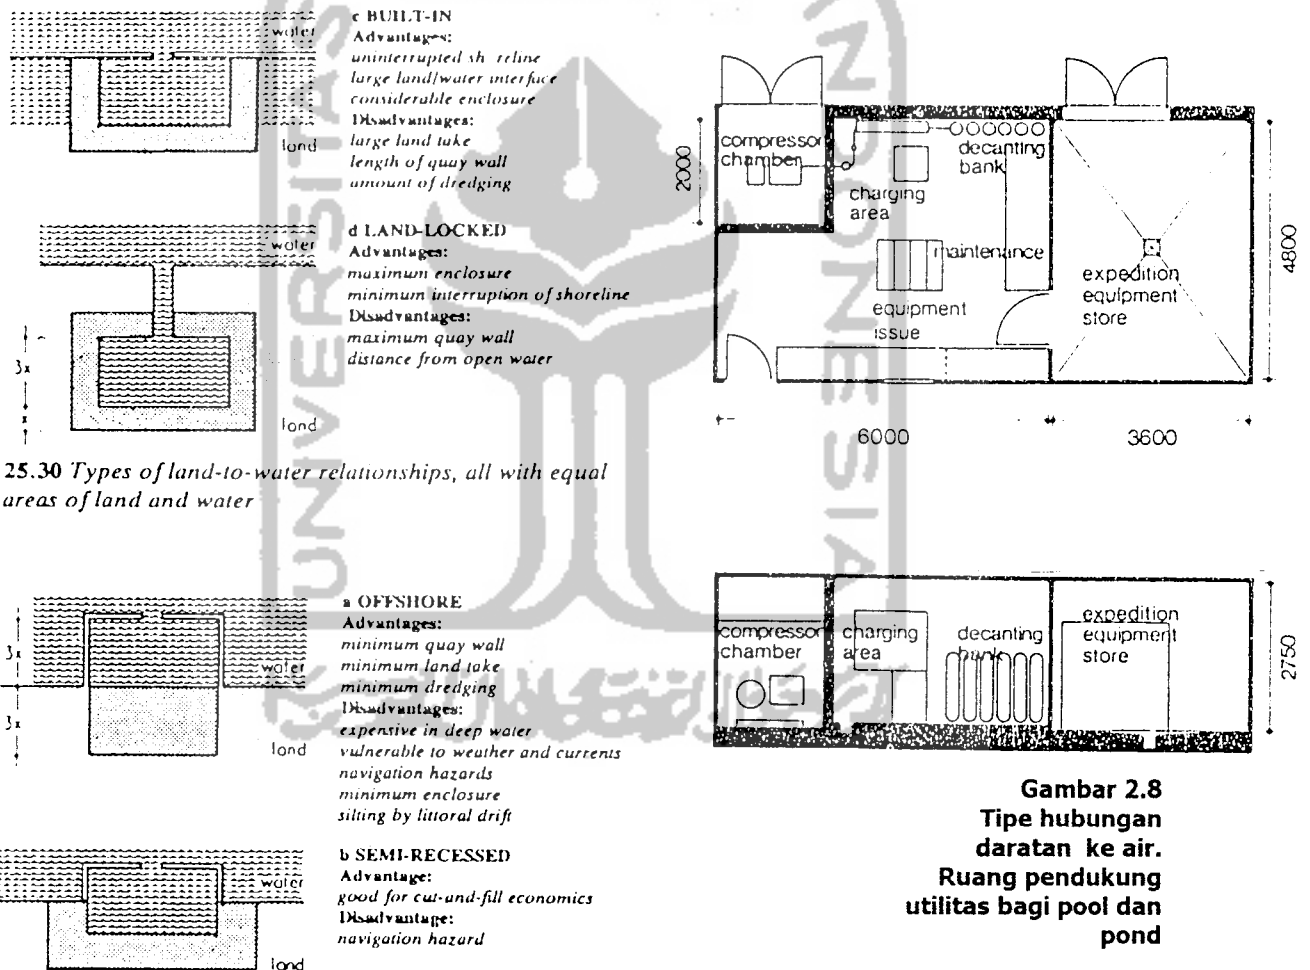 c BUILT-IN
Advantages:
uninterrupted sh reline
large land/water interface
considerable enclosure
Disadvantages:
large land take
length of quay wall
amount of dredging
water
land
d LAND-LOCKED
Advantages:
maximum enclosure
minimum interruption of shoreline
Disadvantages:
maximum quay wall
distance from open water
water
3x
x
land
25.30 Types of land-to-water relationships, all with equal
areas of land and water
a OFFSHORE
Advantages:
minimum quay wall
minimum land take
minimum dredging
Disadvantages:
expensive in deep water
vulnerable to weather and currents
navigation hazards
minimum enclosure
silting by littoral drift
3x
water
3x
land
b SEMI-RECESSED
Advantage:
good for cut-and-fill economics
Disadvantage:
navigation hazard
water
land
compressor
chamber
decanting
bank
charging
area
maintenance
equipment
issue
expedition
equipment
store
2000
4800
6000
3600
compressor
chamber
charging
area
decanting
bank
expedition
equipment
store
2750
Gambar 2.8
Tipe hubungan
daratan ke air.
Ruang pendukung
utilitas bagi pool dan
pond
UNIVERSITAS
INDONESIA